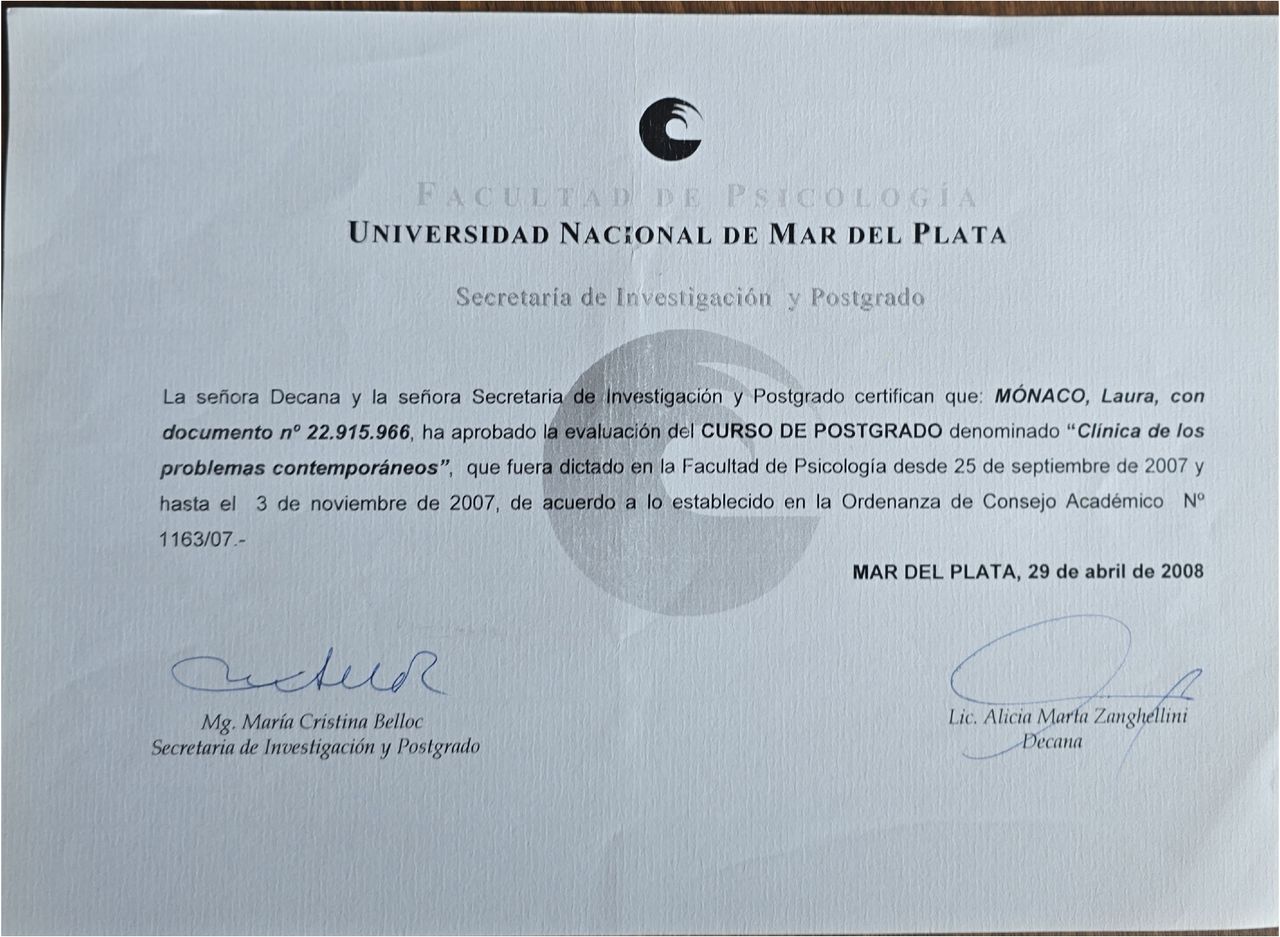 FACULTAD DE PSICOLOGÍA
UNIVERSIDAD NACIONAL DE MAR DEL PLATA
Secretaría de Investigación y Postgrado
La señora Decana y la señora Secretaria de Investigación y Postgrado certifican que: MÓNACO, Laura, con
documento nº 22.915.966, ha aprobado la evaluación del CURSO DE POSTGRADO denominado “Clínica de los
problemas contemporáneos”, que fuera dictado en la Facultad de Psicología desde 25 de septiembre de 2007 y
hasta el 3 de noviembre de 2007, de acuerdo a lo establecido en la Ordenanza de Consejo Académico Nº
1163/07.-
MAR DEL PLATA, 29 de abril de 2008
Mg. María Cristina Belloc
Secretaria de Investigación y Postgrado
Lic. Alicia Marta Zanghellini
Decana